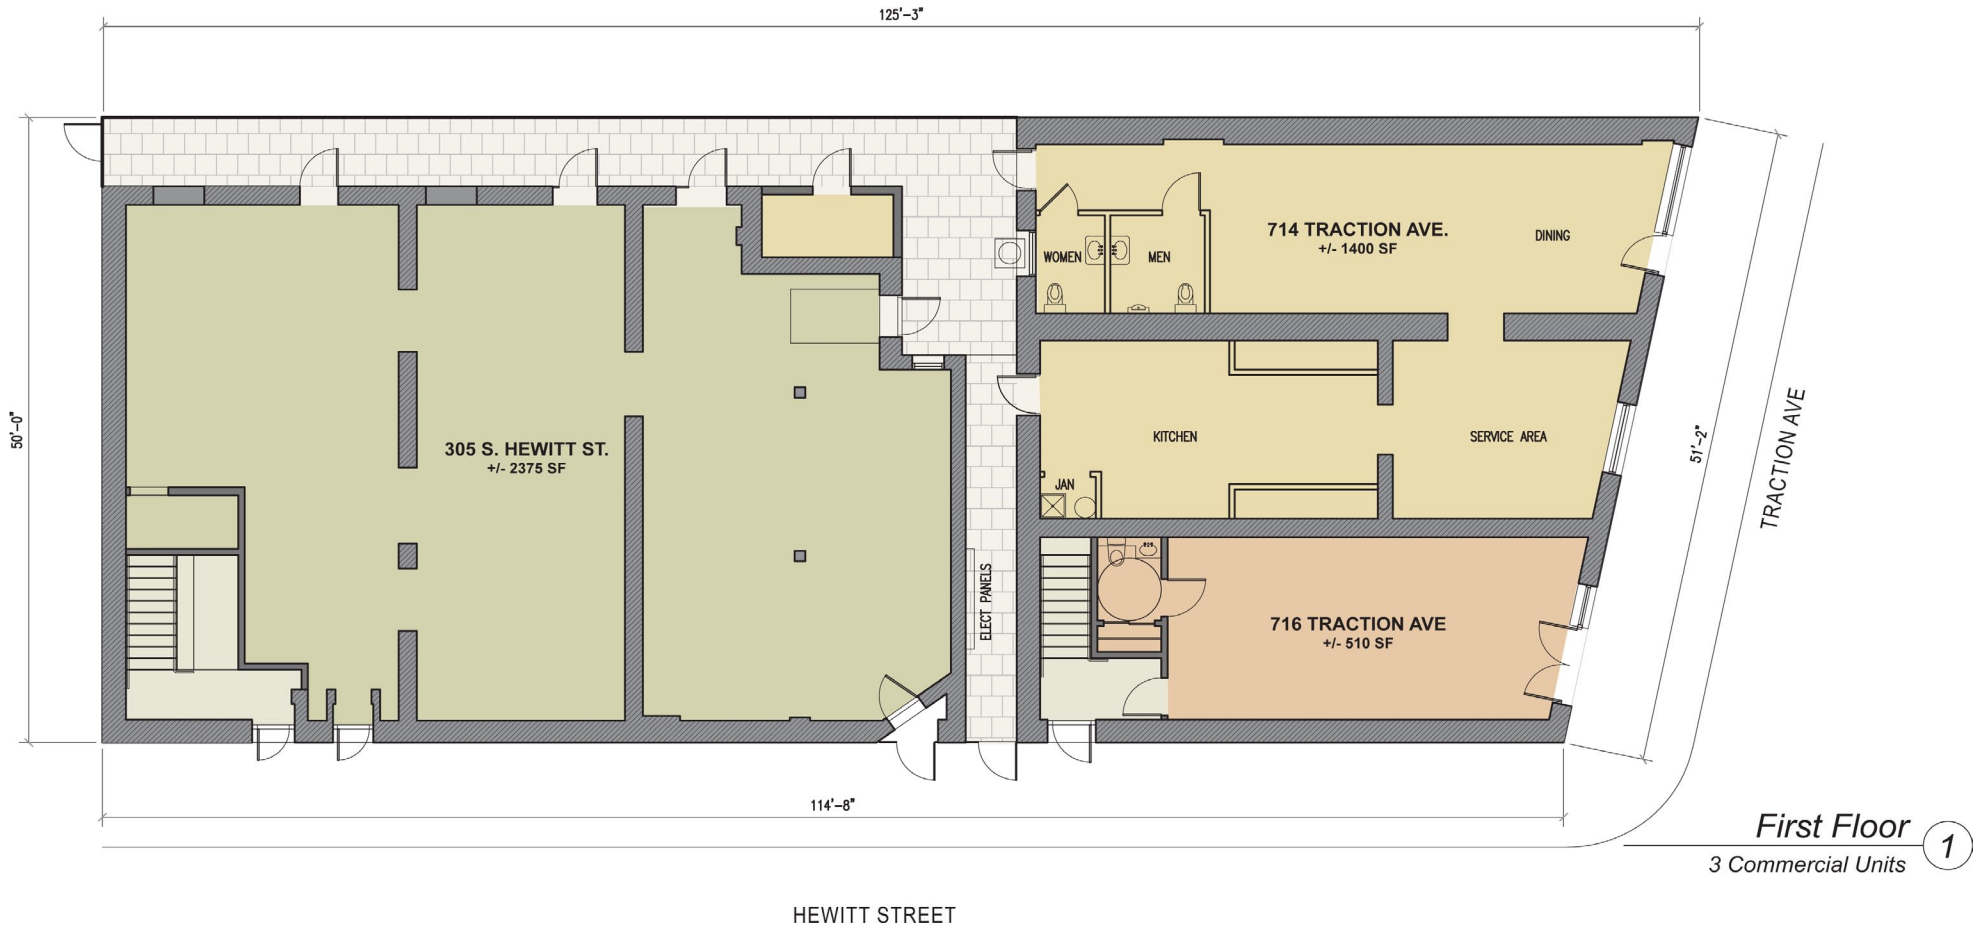 125'-3"
50'-0"
714 TRACTION AVE.
+/- 1400 SF
DINING
WOMEN
MEN
305 S. HEWITT ST.
+/- 2375 SF
KITCHEN
SERVICE AREA
JAN
51'-2"
TRACTION AVE
ELECT PANELS
716 TRACTION AVE
+/- 510 SF
114'-8"
First Floor
1
3 Commercial Units
HEWITT STREET